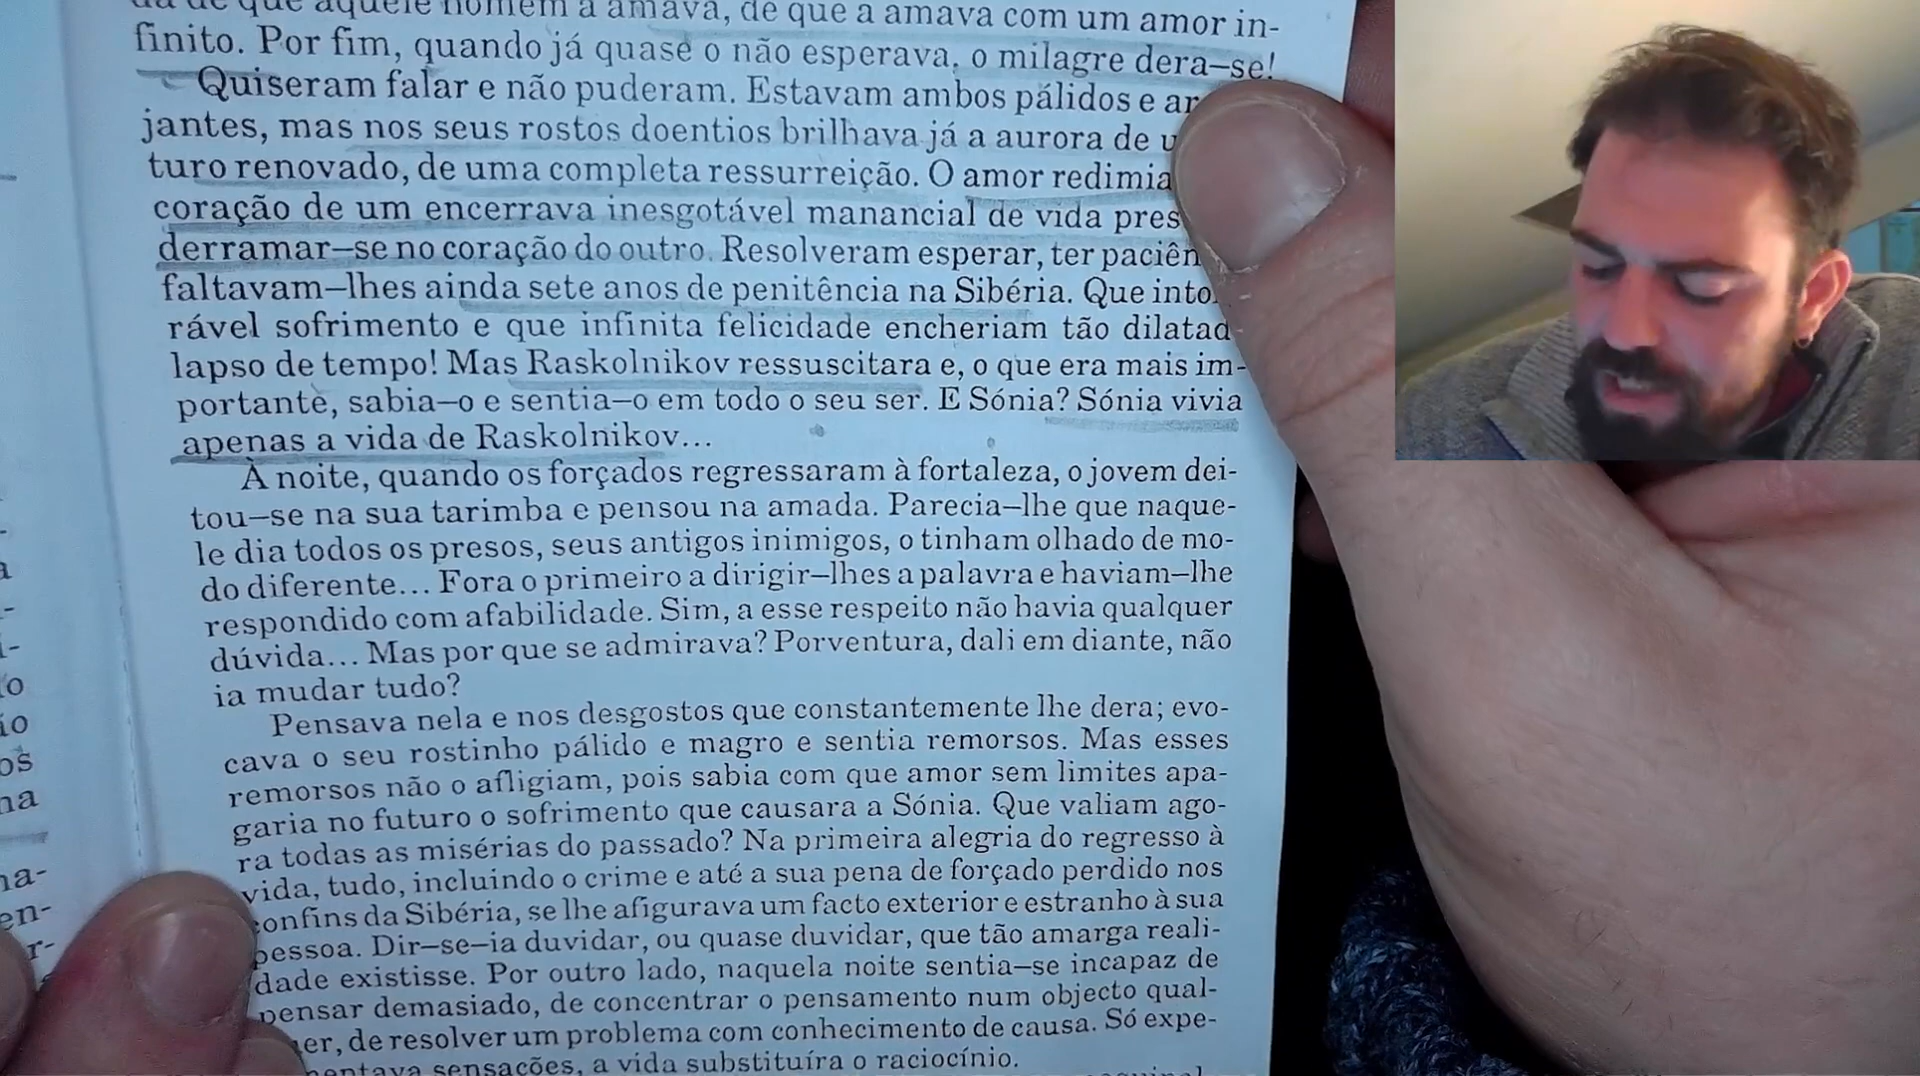 que aquele homem a amava, de que a amava com um amor in-
finito. Por fim, quando já quase o não esperava, o milagre dera—se!
Quiseram falar e não puderam. Estavam ambos pálidos e
jantes, mas nos seus rostos doentios brilhava já a aurora de
turo renovado, de uma completa ressurreição. O amor redimia
coração de um encerrava inesgotável manancial de vida
derramar—se no coração do outro. Resolveram esperar, ter
faltavam—lhes ainda sete anos de penitência na Sibéria. Que
rável sofrimento e que infinita felicidade encheriam tão
lapso de tempo! Mas Raskolnikov ressuscitara e, o que era mais im-
portante, sabia—o e sentia—o em todo o seu ser. E Sónia? Sónia vivia
apenas a vida de Raskolnikov...
À noite, quando os forçados regressaram à fortaleza, o jovem dei-
tou—se na sua tarimba e pensou na amada. Parecia—lhe que naque-
le dia todos os presos, seus antigos inimigos, o tinham olhado de mo-
do diferente... Fora o primeiro a dirigir—lhes a palavra e haviam—lhe
respondido com afabilidade. Sim, a esse respeito não havia qualquer
dúvida... Mas por que se admirava? Porventura, dali em diante, não
ia mudar tudo?
Pensava nela e nos desgostos que constantemente lhe dera; evo-
cava o seu rostinho pálido e magro e sentia remorsos. Mas esses
remorsos não o afligiam, pois sabia com que amor sem limites apa-
garia no futuro o sofrimento que causara a Sónia. Que valiam ago-
ra todas as misérias do passado? Na primeira alegria do regresso à
vida, tudo, incluindo o crime e até a sua pena de forçado perdido nos
confins da Sibéria, se lhe afigurava um facto exterior e estranho à sua
pessoa. Dir—se—ia duvidar, ou quase duvidar, que tão amarga reali-
dade existisse. Por outro lado, naquela noite sentia—se incapaz de
pensar demasiado, de concentrar o pensamento num objecto qual-
er, de resolver um problema com conhecimento de causa. Só expe-
mentava sensações, a vida substituíra o raciocínio.